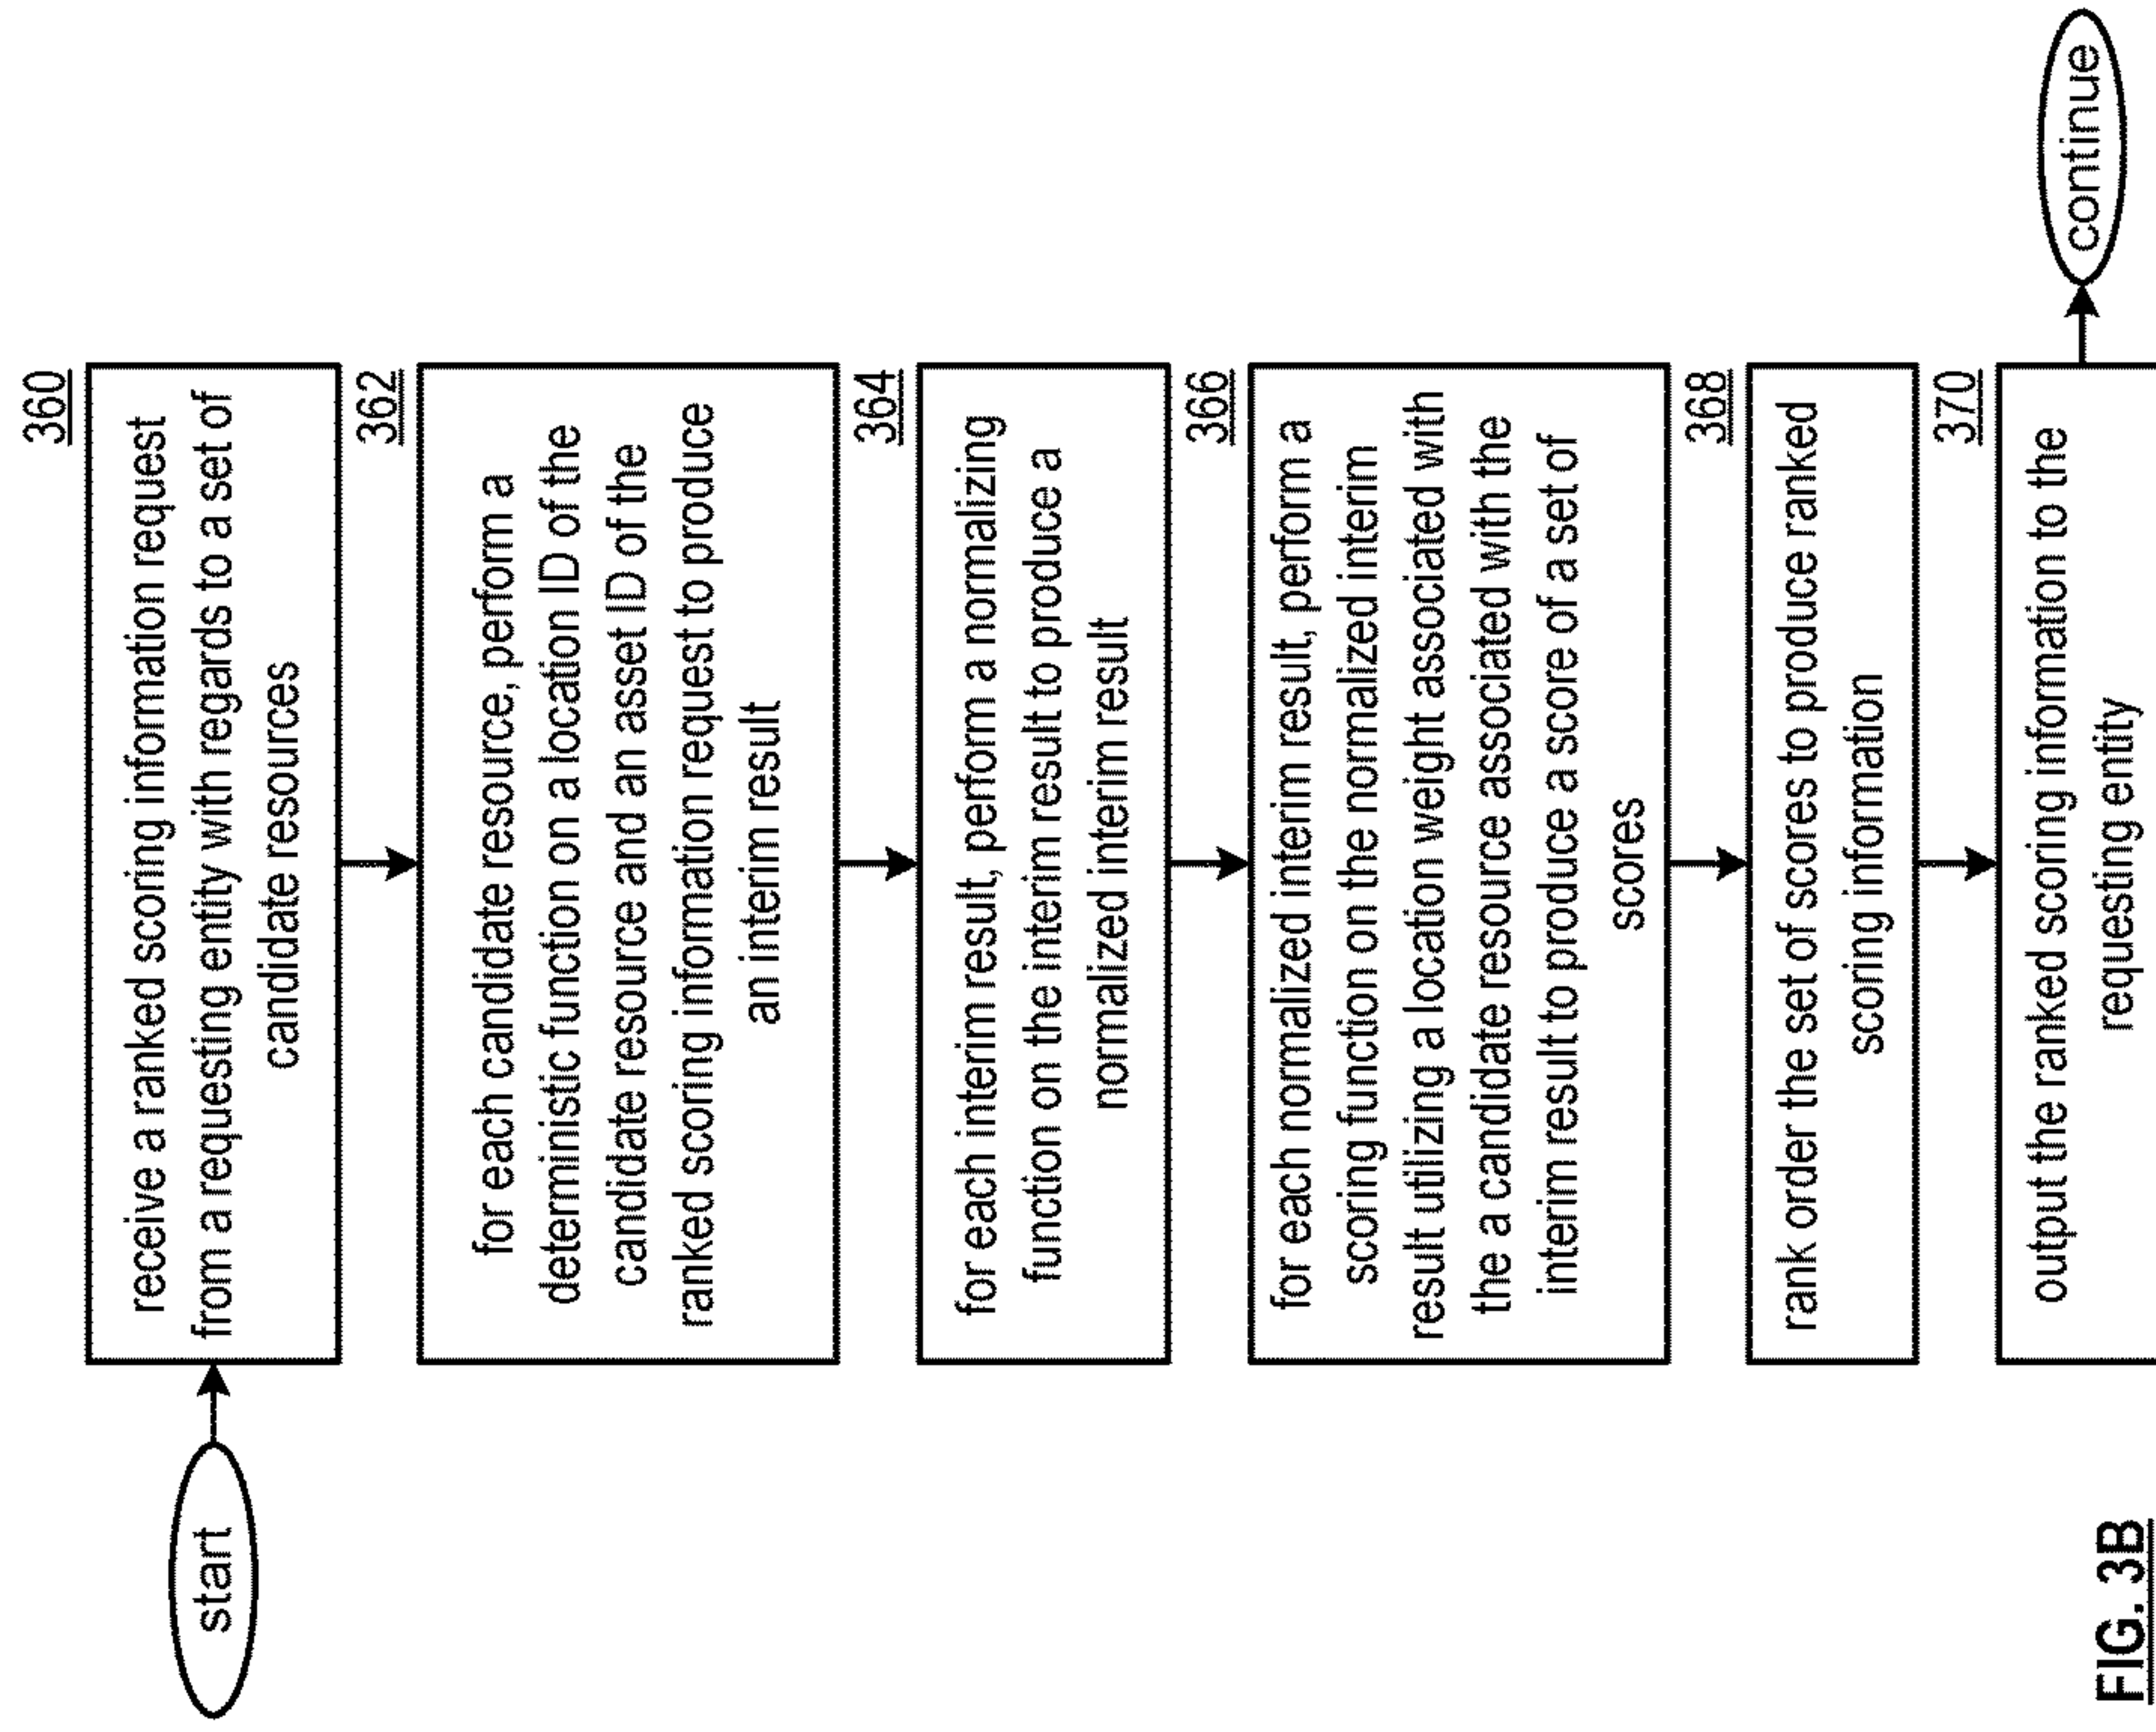 start
360
receive a ranked scoring information request
from a requesting entity with regards to a set of
candidate resources
362
for each candidate resource, perform a
deterministic function on a location ID of the
candidate resource and an asset ID of the
ranked scoring information request to produce
an interim result
364
for each interim result, perform a normalizing
function on the interim result to produce a
normalized interim result
366
for each normalized interim result, perform a
scoring function on the normalized interim
result utilizing a location weight associated with
the a candidate resource associated with the
interim result to produce a score of a set of
scores
368
rank order the set of scores to produce ranked
scoring information
370
output the ranked scoring information to the
requesting entity
continue
FIG. 3B